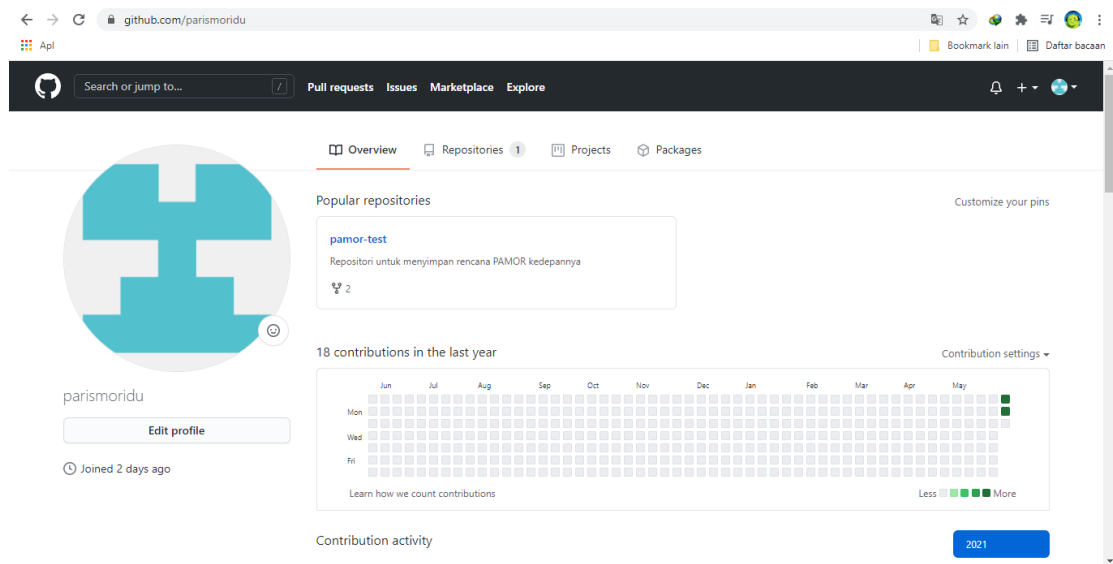 github.com/parismoridu
Apl
Bookmark lain
Daftar bacaan
Search or jump to...
/
Pull requests Issues Marketplace Explore
Overview Repositories 1 Projects Packages
Popular repositories
Customize your pins
pamor-test
Repositori untuk menyimpan rencana PAMOR kedepannya
2
18 contributions in the last year
Contribution settings
Jun Jul Aug Sep Oct Nov Dec Jan Feb Mar Apr May
Mon
Wed
Fri
Learn how we count contributions
Less More
parismoridu
Edit profile
Joined 2 days ago
Contribution activity
2021